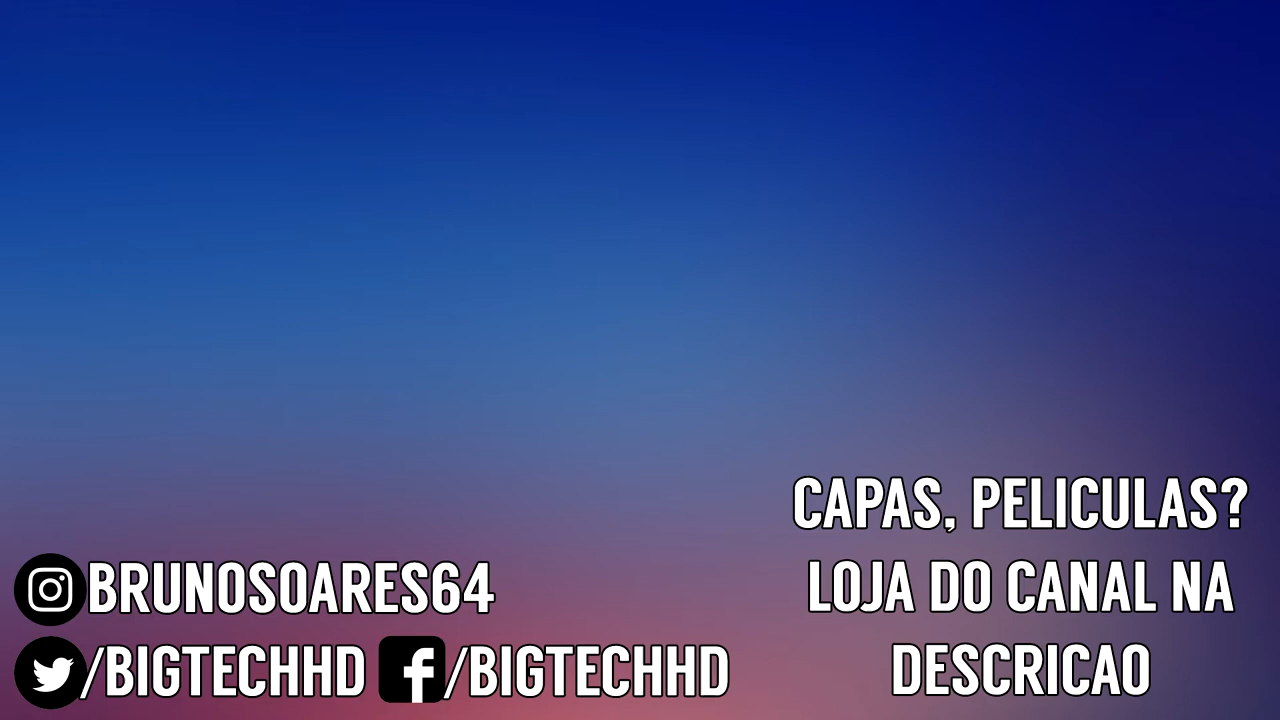 CAPAS, PELICULAS?
LOJA DO CANAL NA
DESCRICAO
BRUNOSOARES64
/BIGTECHHD /BIGTECHHD